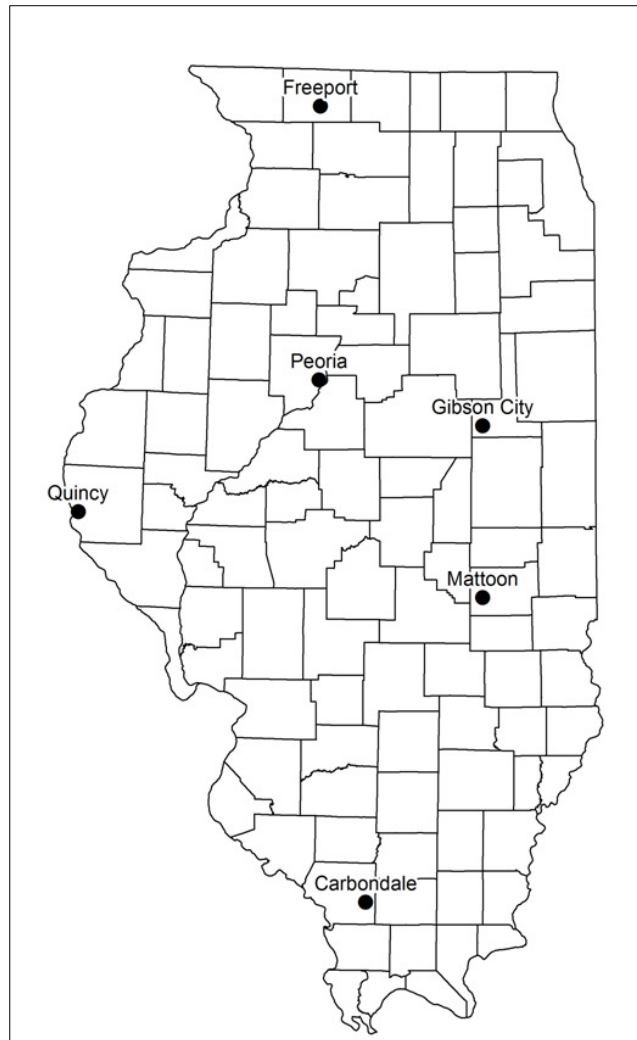 Freeport
Peoria
Gibson City
Quincy
Mattoon
Carbondale